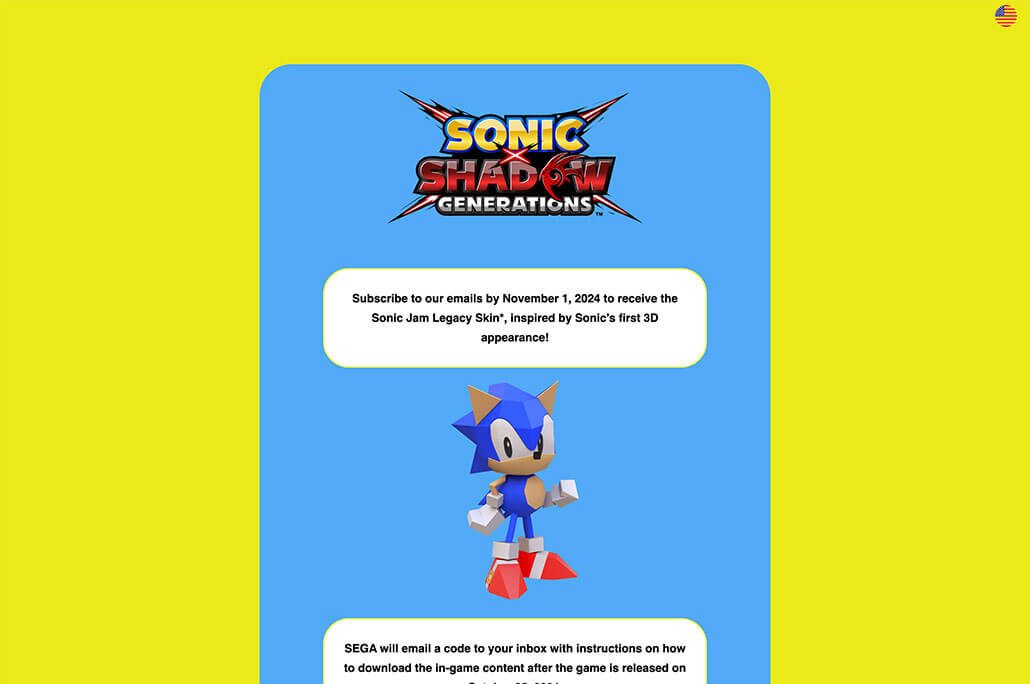 SONIC
X
SHADOW
GENERATIONS™
Subscribe to our emails by November 1, 2024 to receive the
Sonic Jam Legacy Skin*, inspired by Sonic's first 3D
appearance!
SEGA will email a code to your inbox with instructions on how
to download the in-game content after the game is released on